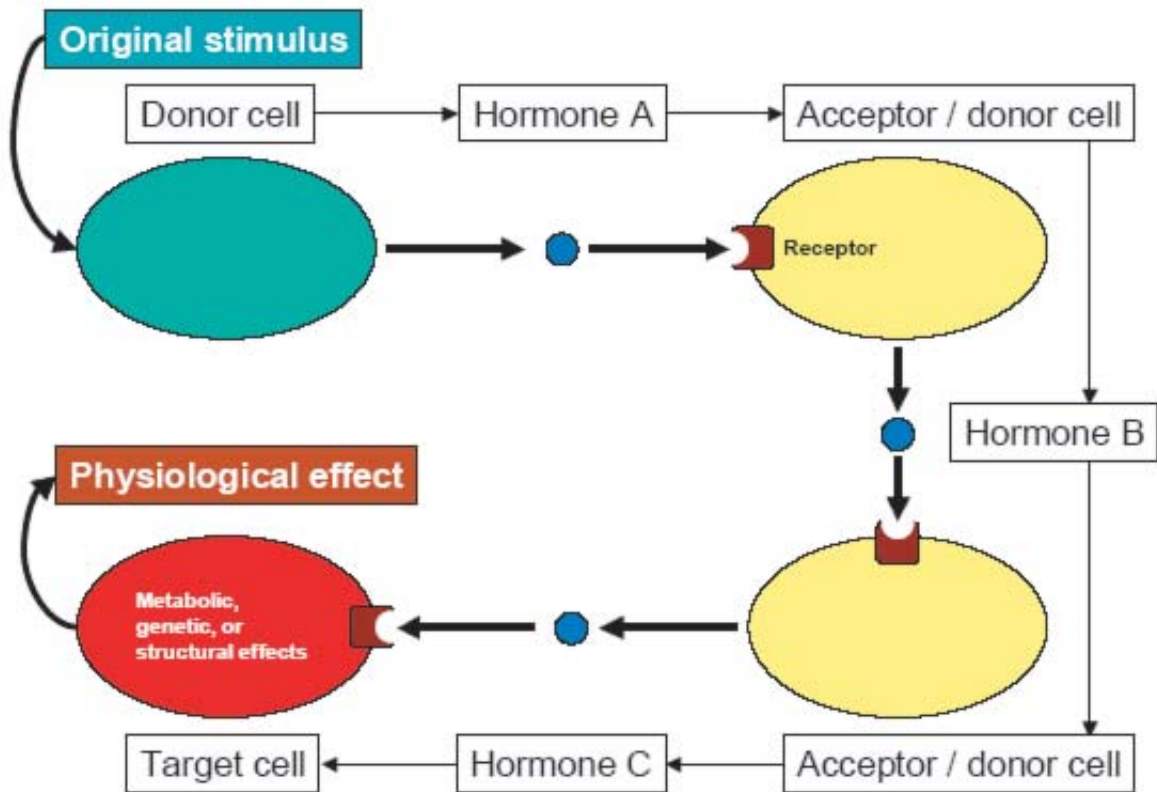 Original stimulus
Donor cell
Hormone A
Acceptor / donor cell
Receptor
Hormone B
Physiological effect
Metabolic,
genetic, or
structural effects
Target cell
Hormone C
Acceptor / donor cell